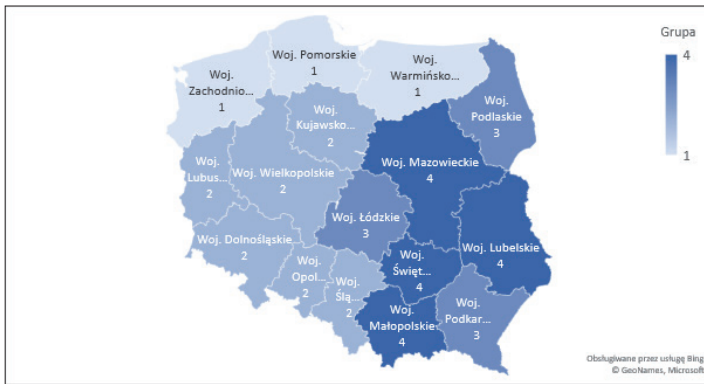 Grupa
4
1
Woj. Pomorskie
1
Woj.
Zachodnio ...
1
Woj.
Warmińsko ...
1
Woj.
Podlaskie
3
Woj.
Kujawsko...
2
Woj. Mazowieckie
4
Woj.
Lubus...
2
Woj. Wielkopolskie
2
Woj. Łódzkie
3
Woj. Dolnośląskie
2
Woj. Lubelskie
4
Woj.
Opol...
2
Woj.
Ślą...
2
Woj.
Święt...
4
Woj.
Małopolskie
4
Woj.
Podkar...
3
Obsługiwane przez usługę Bing
© GeoNames, Microsoft